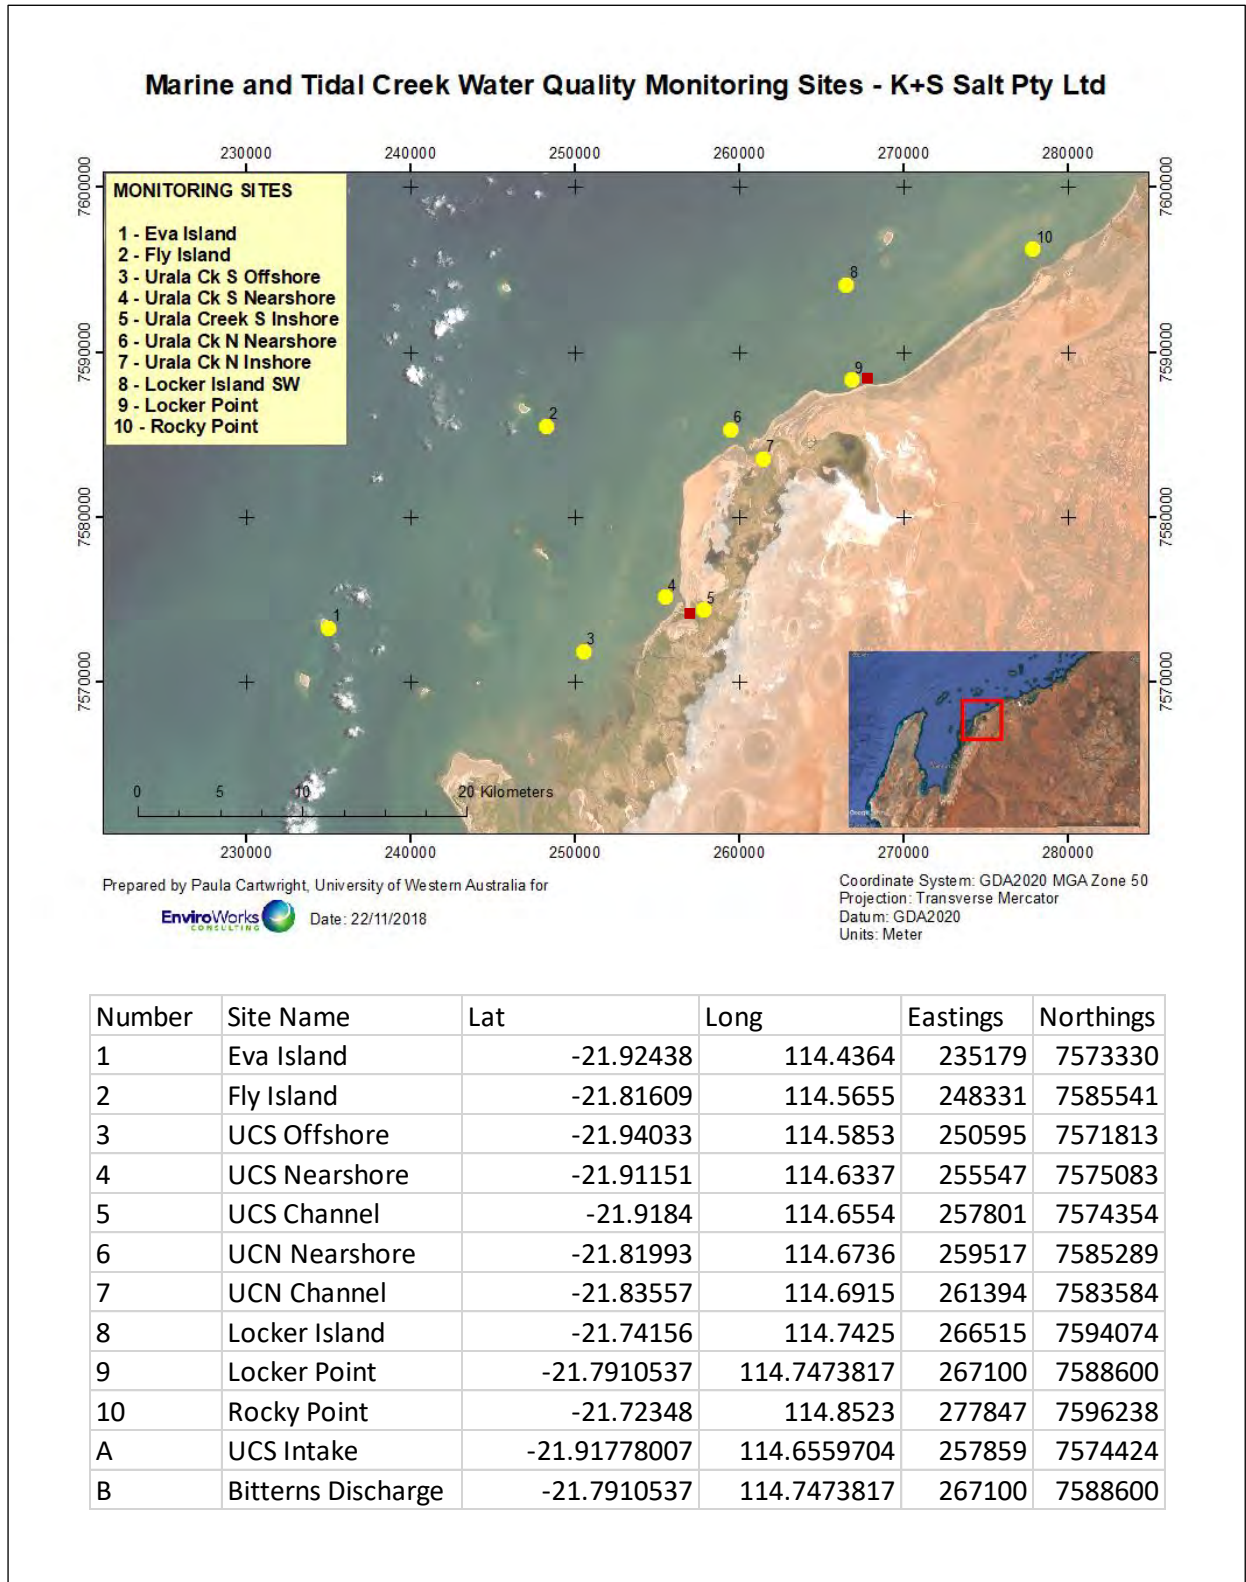 Marine and Tidal Creek Water Quality Monitoring Sites - K+S Salt Pty Ltd
230000 240000 250000 260000 270000 280000
7600000 7600000
MONITORING SITES
1 - Eva Island
2 - Fly Island
3 - Urala Ck S Offshore
4 - Urala Ck S Nearshore
5 - Urala Creek S Inshore
6 - Urala Ck N Nearshore
7 - Urala Ck N Inshore
8 - Locker Island SW
9 - Locker Point
10 - Rocky Point
10
8
7590000 7590000
9
2
6
7
7580000 7580000
4
5
1
3
7570000 7570000
0 5 10 20 Kilometers
230000 240000 250000 260000 270000 280000
Prepared by Paula Cartwright, University of Western Australia for
EnviroWorks
CONSULTING
Date: 22/11/2018
Coordinate System: GDA2020 MGA Zone 50
Projection: Transverse Mercator
Datum: GDA2020
Units: Meter
Number Site Name Lat Long Eastings Northings
1 Eva Island -21.92438 114.4364 235179 7573330
2 Fly Island -21.81609 114.5655 248331 7585541
3 UCS Offshore -21.94033 114.5853 250595 7571813
4 UCS Nearshore -21.91151 114.6337 255547 7575083
5 UCS Channel -21.9184 114.6554 257801 7574354
6 UCN Nearshore -21.81993 114.6736 259517 7585289
7 UCN Channel -21.83557 114.6915 261394 7583584
8 Locker Island -21.74156 114.7425 266515 7594074
9 Locker Point -21.7910537 114.7473817 267100 7588600
10 Rocky Point -21.72348 114.8523 277847 7596238
A UCS Intake -21.91778007 114.6559704 257859 7574424
B Bitterns Discharge -21.7910537 114.7473817 267100 7588600